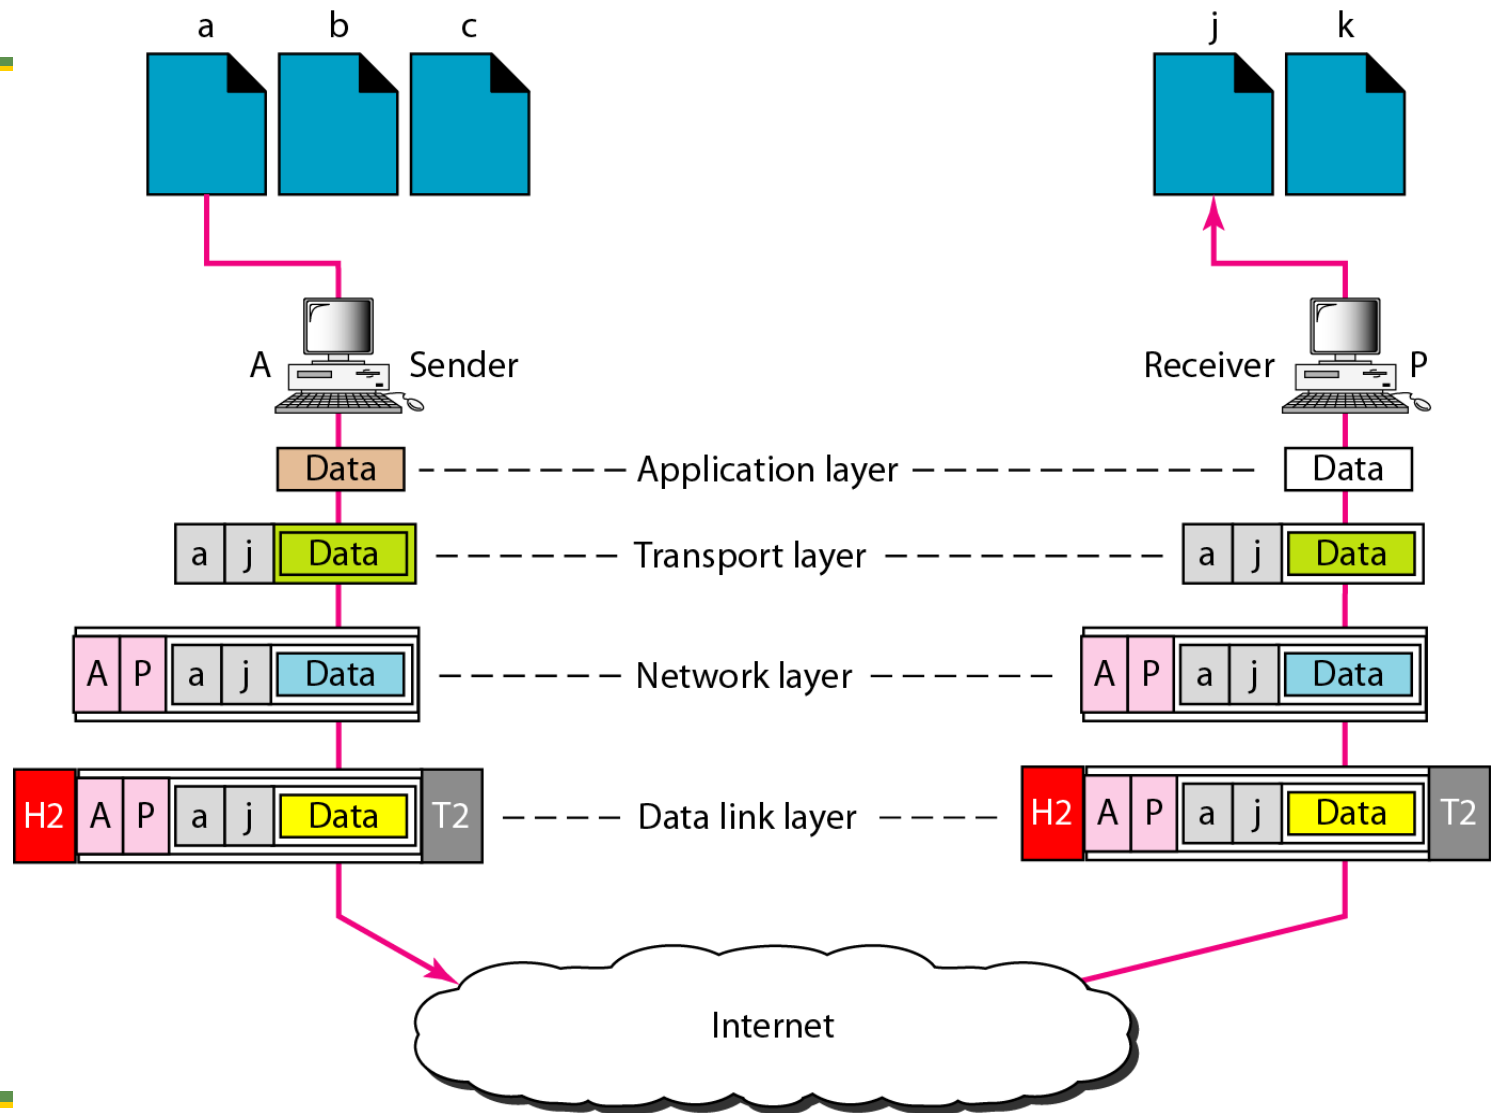 a b c j k
A Sender Receiver P
Data Application layer Data
a j Data Transport layer a j Data
A P a j Data Network layer A P a j Data
H2 A P a j Data T2 Data link layer H2 A P a j Data T2
Internet